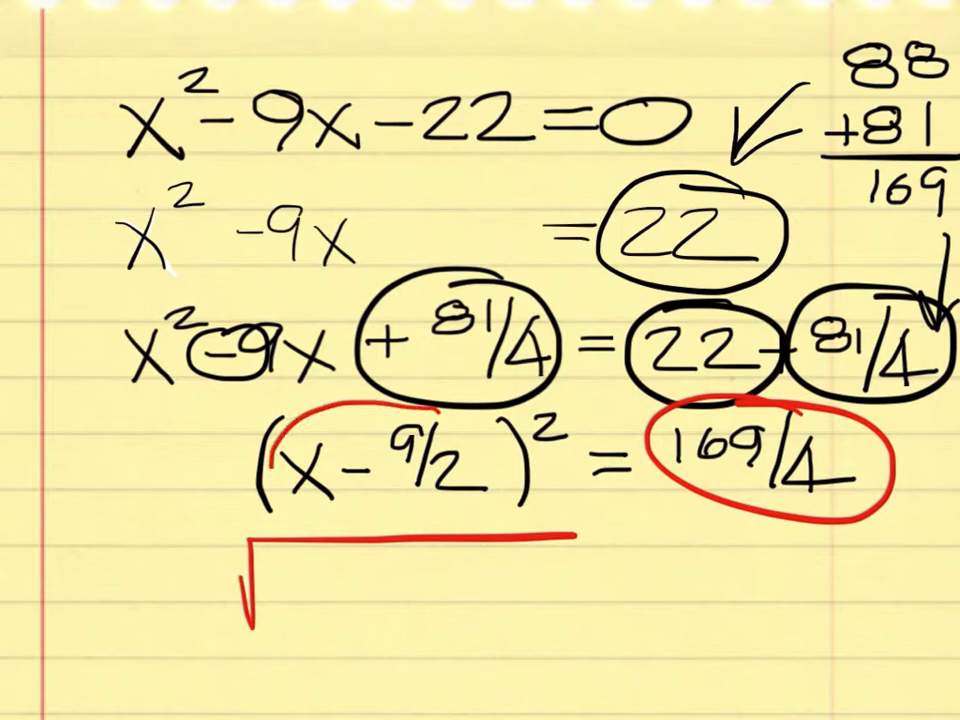 x² - 9x - 22 = 0
88
+81
169
x² - 9x = 22
x² - 9x + 81/4 = 22 + 81/4
(x - 9/2)² = 169/4
√